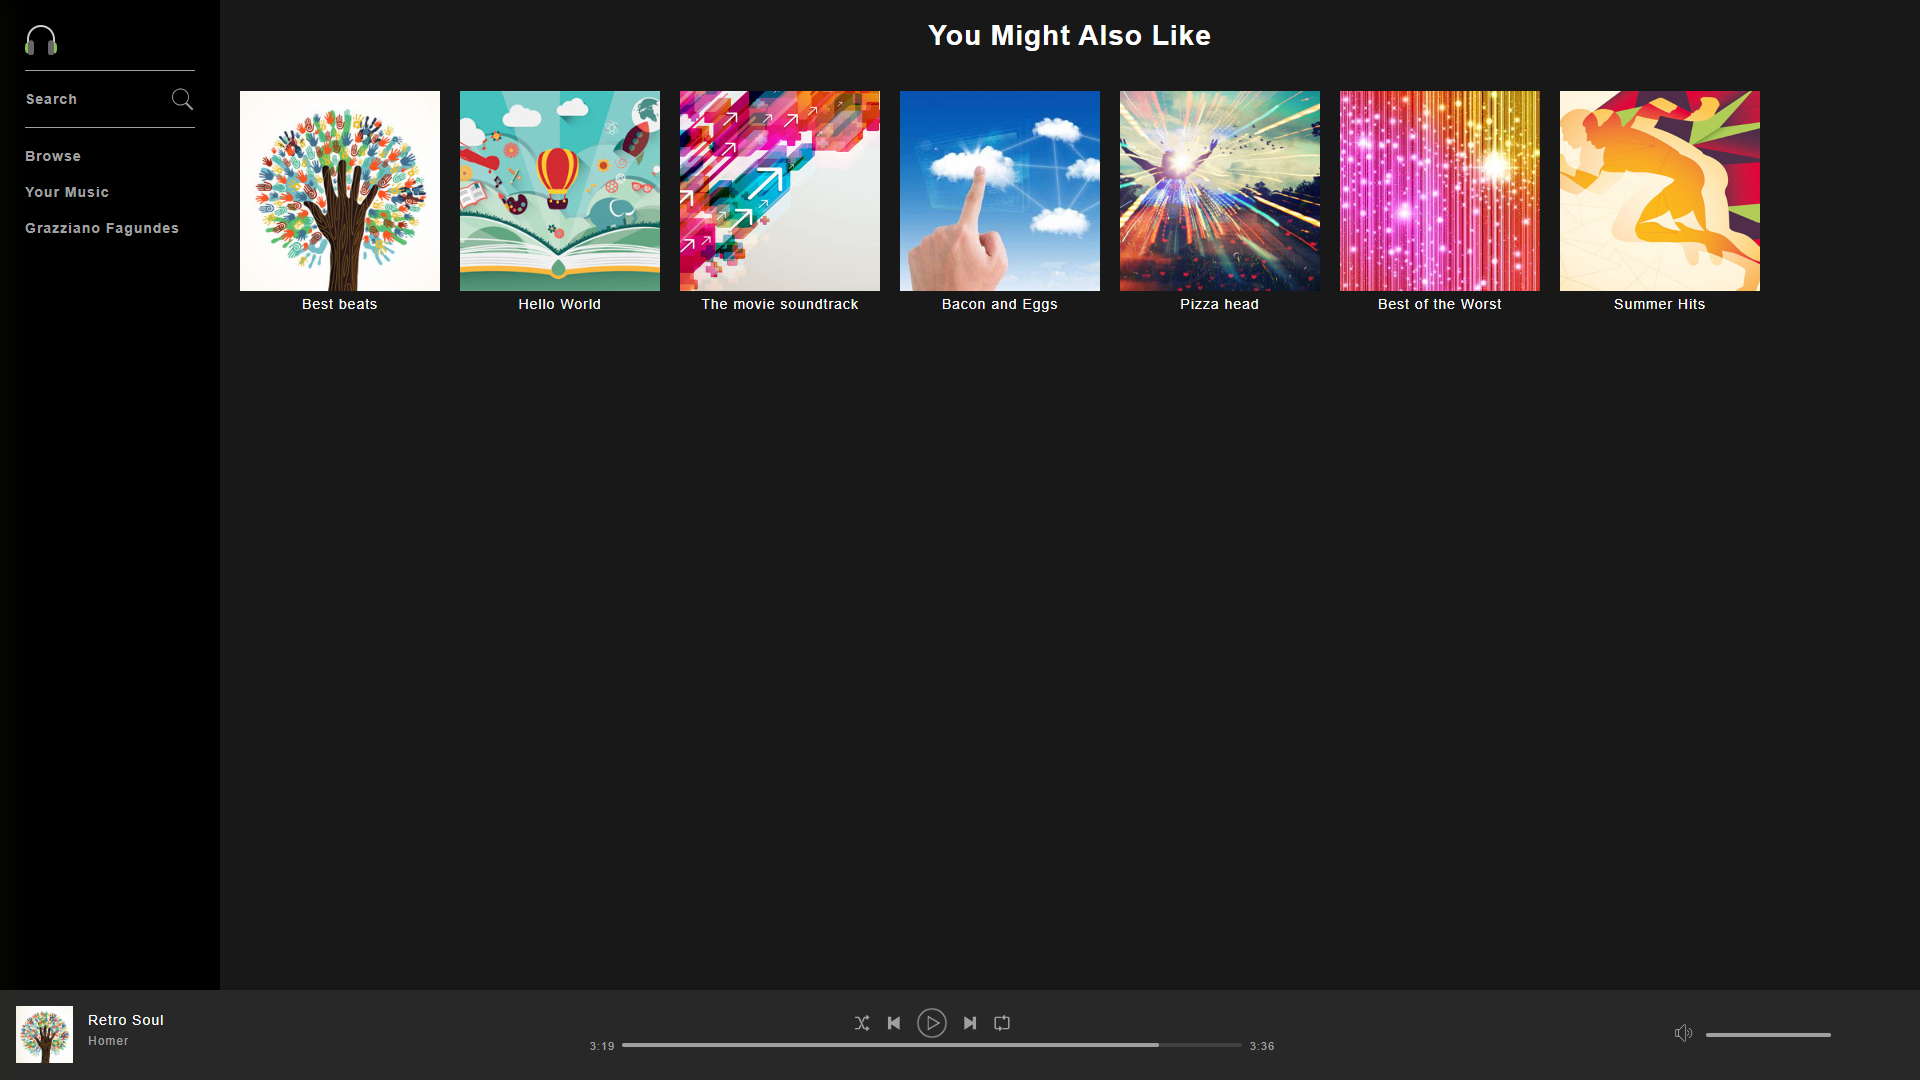 You Might Also Like
Search
Browse
Your Music
Grazziano Fagundes
Best beats
Hello World
The movie soundtrack
Bacon and Eggs
Pizza head
Best of the Worst
Summer Hits
Retro Soul
Homer
3:19
3:36